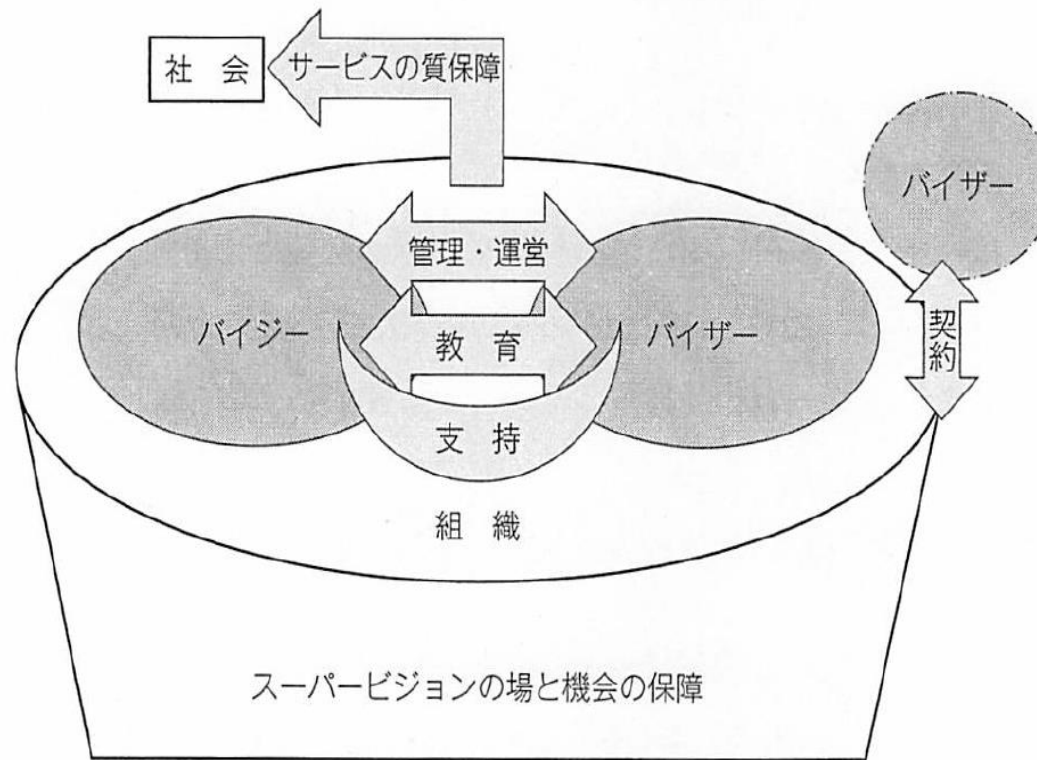 社 会
サービスの質保障
バイザー
管理・運営
バイジー
教 育
バイザー
契約
支 持
組 織
スーパービジョンの場と機会の保障